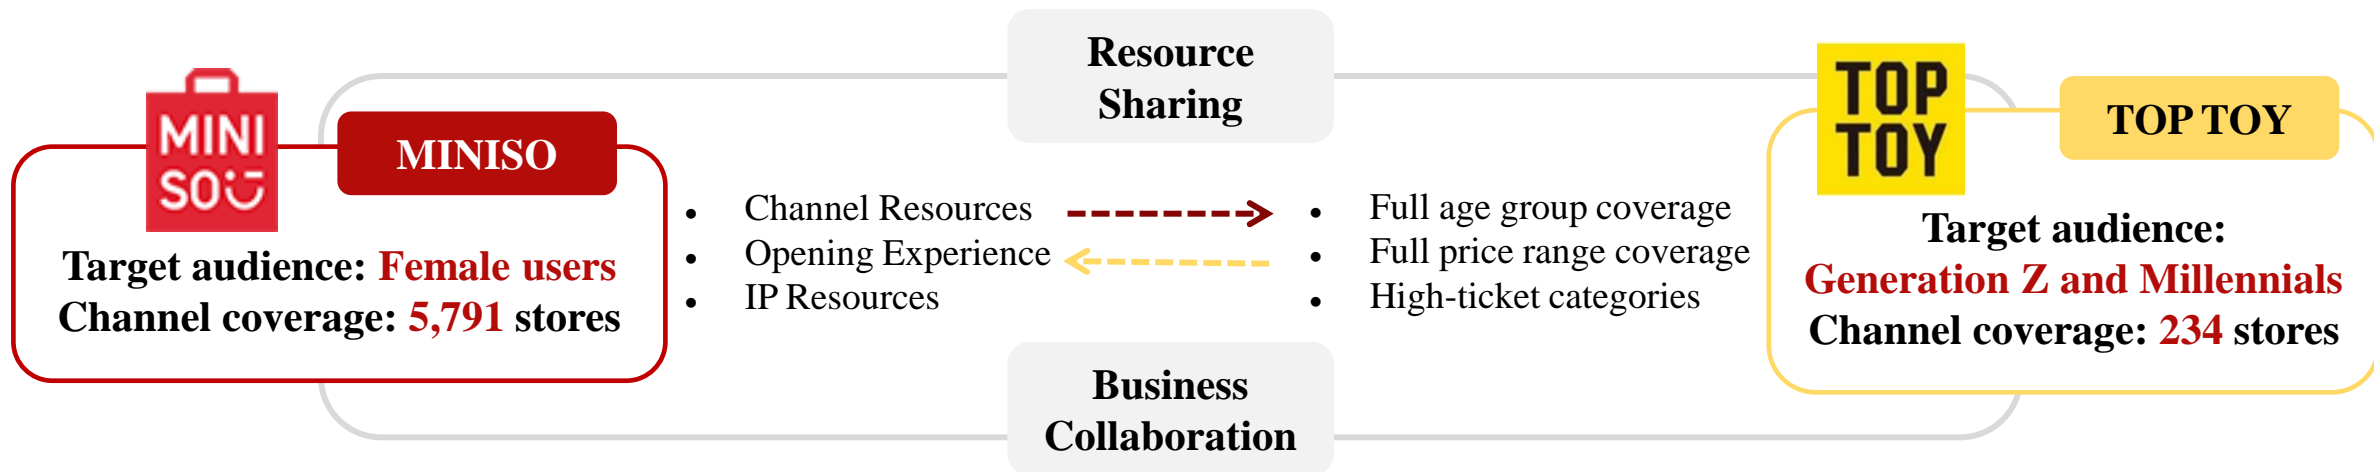 Resource
Sharing
MINI
SO
MINISO
Target audience: Female users
Channel coverage: 5,791 stores
• Channel Resources
• Opening Experience
• IP Resources
• Full age group coverage
• Full price range coverage
• High-ticket categories
TOP
TOY
TOP TOY
Target audience:
Generation Z and Millennials
Channel coverage: 234 stores
Business
Collaboration